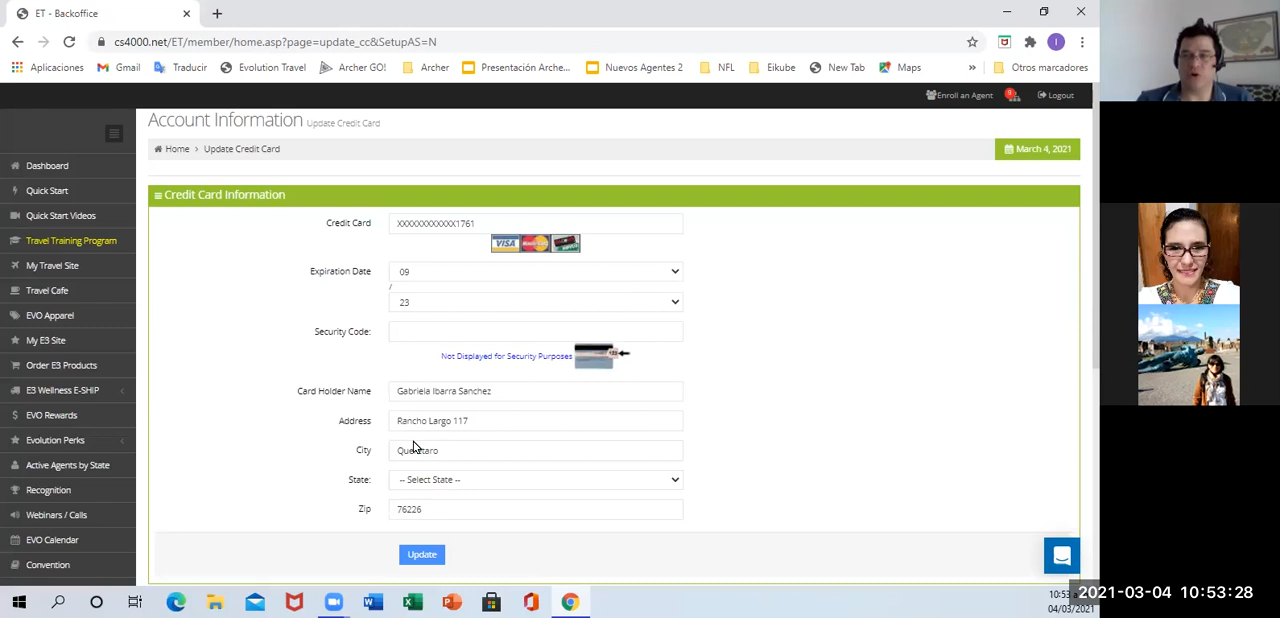 ET - Backoffice
cs4000.net/ET/member/home.asp?page=update_cc&SetupAS=N
Aplicaciones Gmail Traducir Evolution Travel Archer GO! Archer Presentación Arche... Nuevos Agentes 2 NFL Eikube New Tab Maps » Otros marcadores
Enroll an Agent Logout
Account Information Update Credit Card
Home > Update Credit Card March 4, 2021
Dashboard
Quick Start
Quick Start Videos
Travel Training Program
My Travel Site
Travel Cafe
EVO Apparel
My E3 Site
Order E3 Products
E3 Wellness E-SHIP
EVO Rewards
Evolution Perks
Active Agents by State
Recognition
Webinars / Calls
EVO Calendar
Convention
Credit Card Information
Credit Card XXXXXXXXXXXX1761
VISA MasterCard
Expiration Date 09
/
23
Security Code:
Not Displayed for Security Purposes
Card Holder Name Gabriela Ibarra Sanchez
Address Rancho Largo 117
City
State: -- Select State --
Zip 76226
Update
04/03/2021
2021-03-04 10:53:28